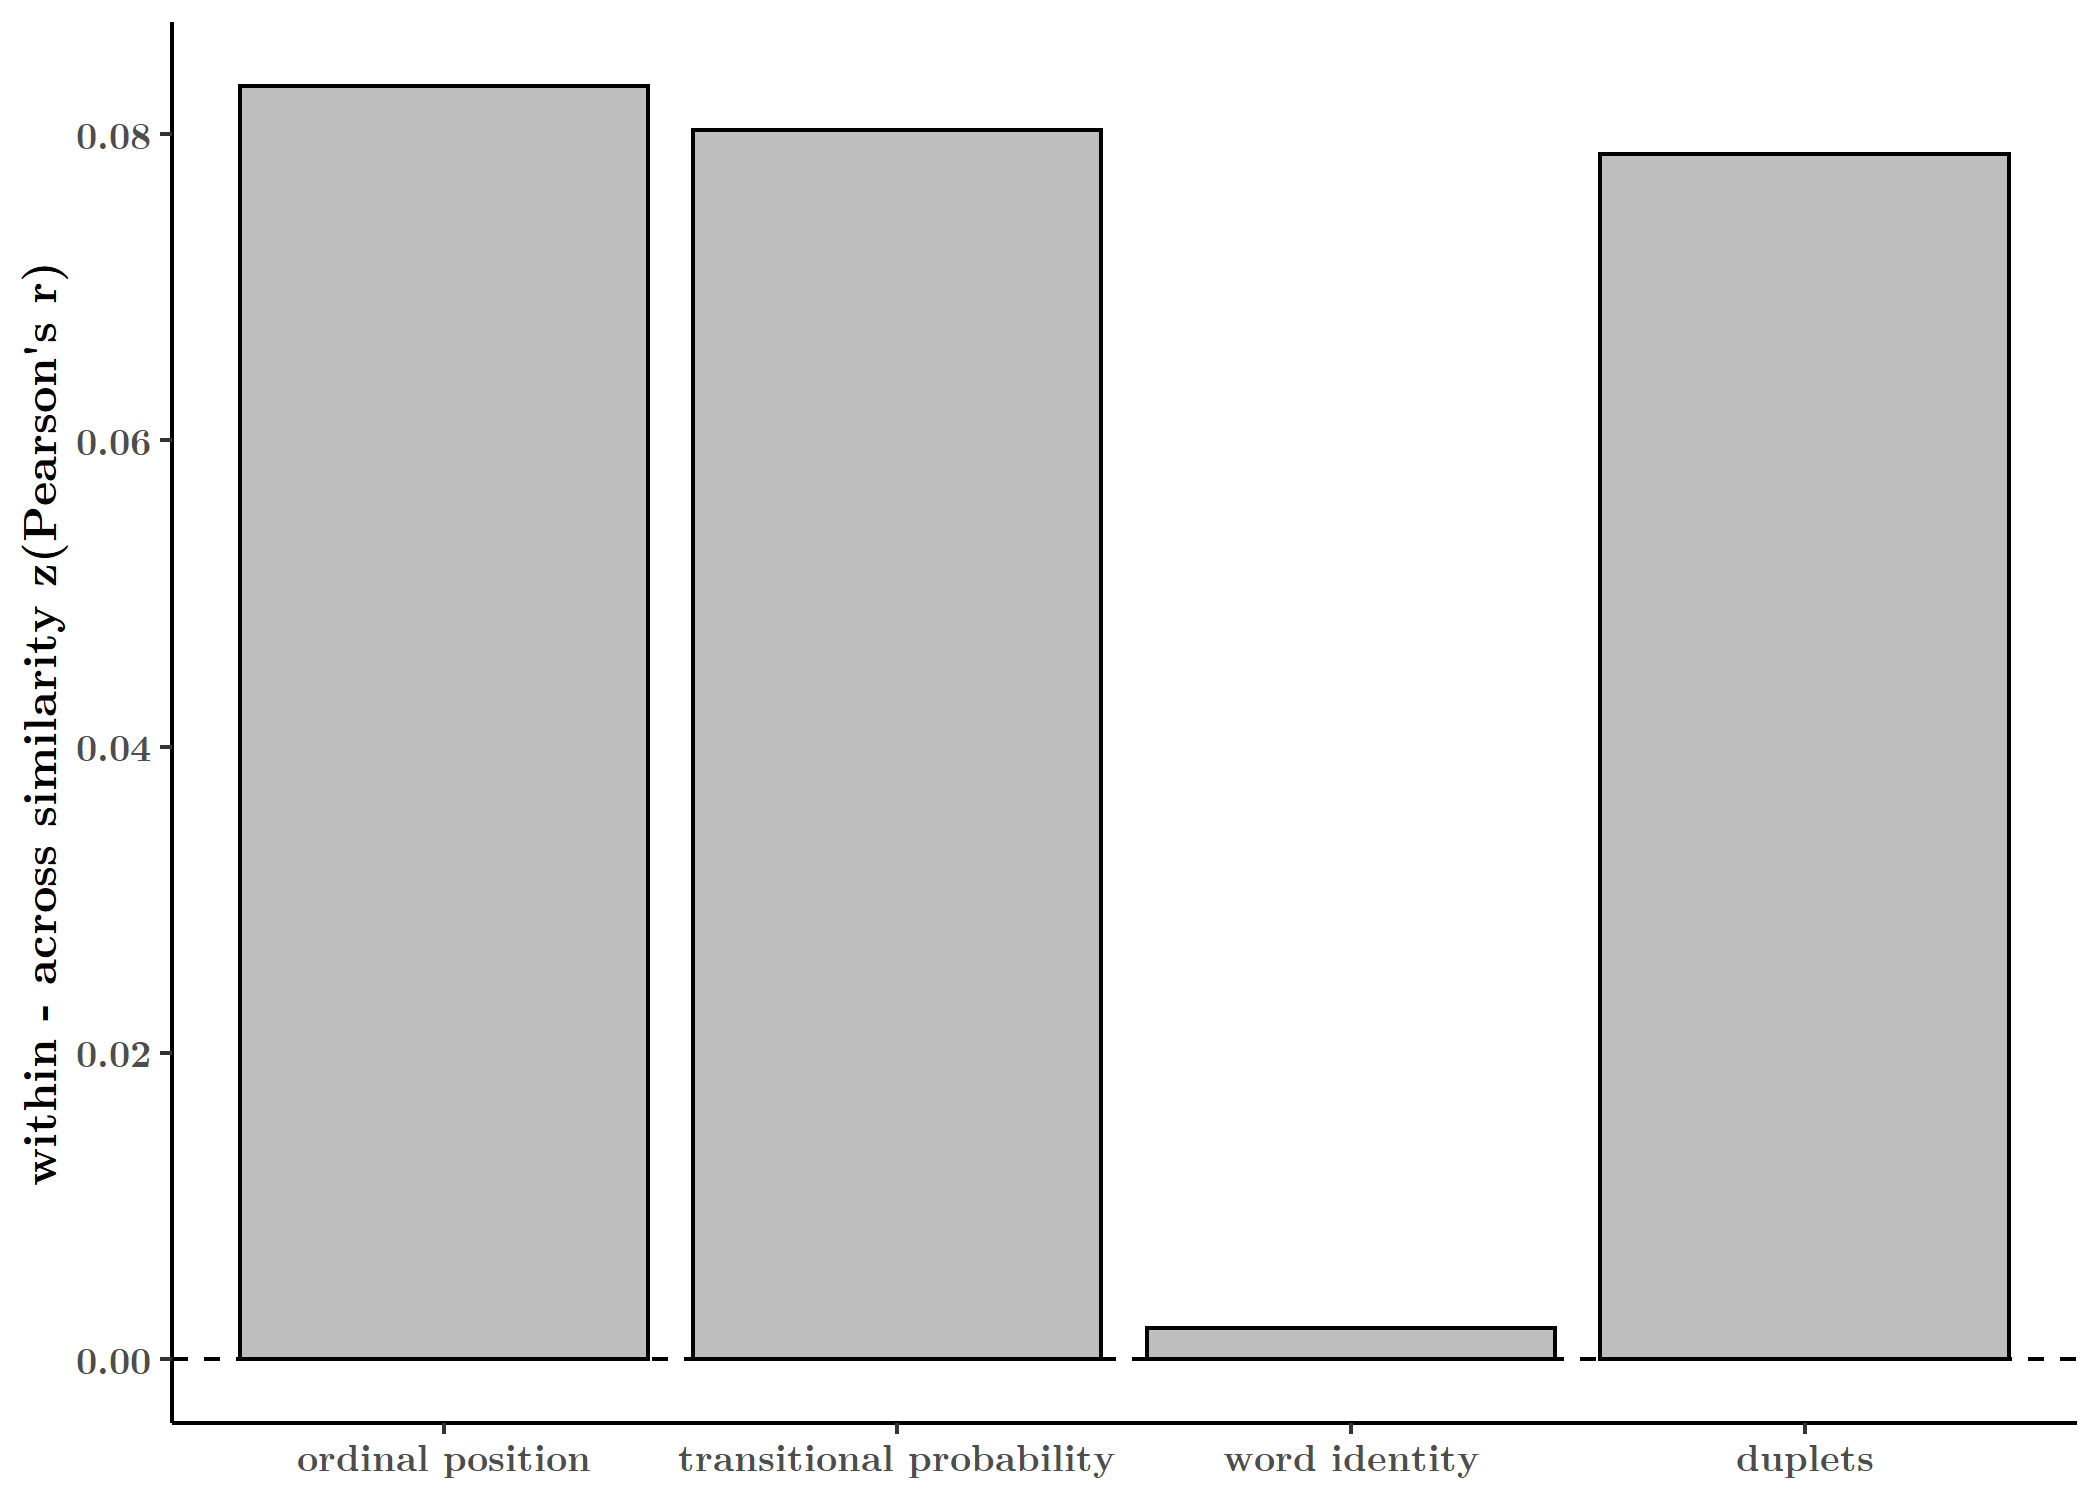 within - across similarity z(Pearson's r)
0.08
0.06
0.04
0.02
0.00
ordinal position
transitional probability
word identity
duplets